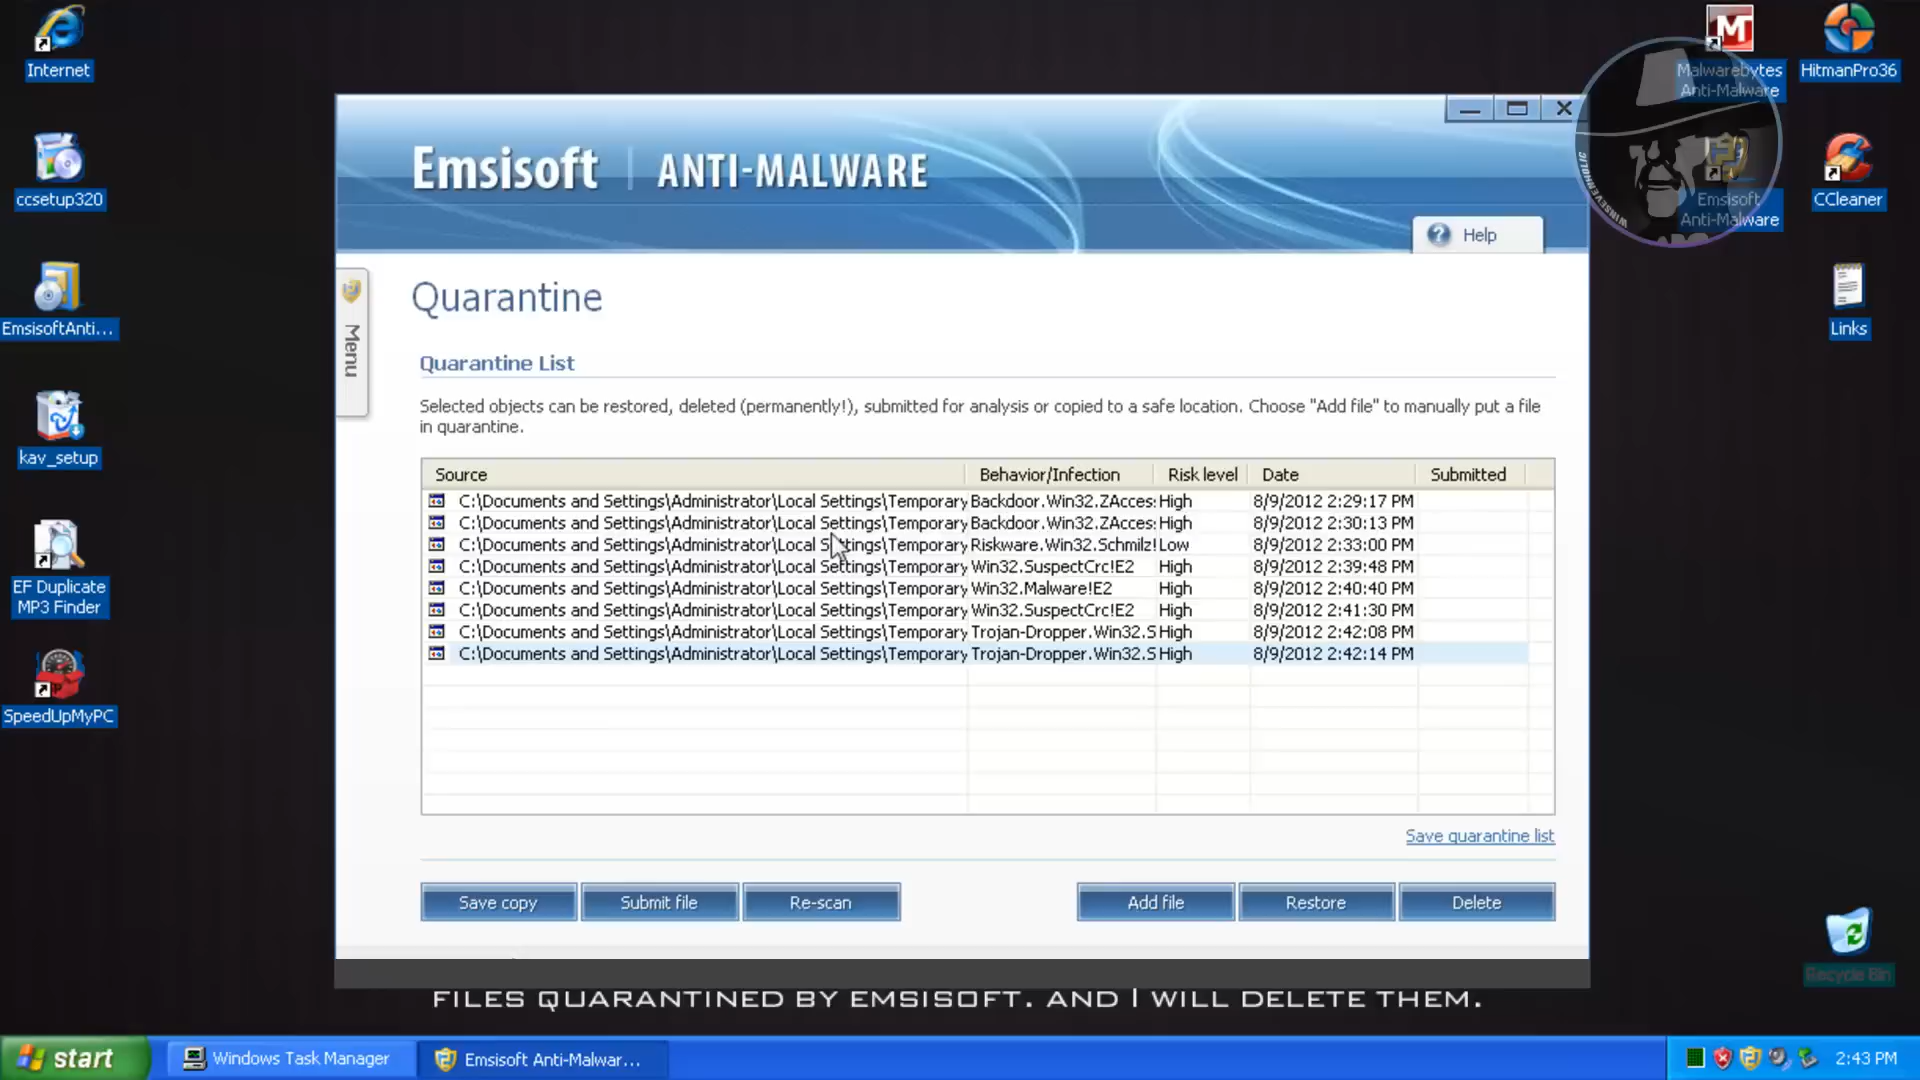 Internet
ccsetup320
EmsisoftAnti...
kav_setup
EF Duplicate
MP3 Finder
SpeedUpMyPC
Malwarebytes
Anti-Malware
HitmanPro36
Emsisoft
Anti-Malware
CCleaner
Links
Recycle Bin
WINSEVENHOLIC
Emsisoft | ANTI-MALWARE
Help
Menu
Quarantine
Quarantine List
Selected objects can be restored, deleted (permanently!), submitted for analysis or copied to a safe location. Choose "Add file" to manually put a file
in quarantine.
Source Behavior/Infection Risk level Date Submitted
C:\Documents and Settings\Administrator\Local Settings\Temporary Backdoor.Win32.ZAcces: High 8/9/2012 2:29:17 PM
C:\Documents and Settings\Administrator\Local Settings\Temporary Backdoor.Win32.ZAcces: High 8/9/2012 2:30:13 PM
C:\Documents and Settings\Administrator\Local Settings\Temporary Riskware.Win32.Schmilz! Low 8/9/2012 2:33:00 PM
C:\Documents and Settings\Administrator\Local Settings\Temporary Win32.SuspectCrc!E2 High 8/9/2012 2:39:48 PM
C:\Documents and Settings\Administrator\Local Settings\Temporary Win32.Malware!E2 High 8/9/2012 2:40:40 PM
C:\Documents and Settings\Administrator\Local Settings\Temporary Win32.SuspectCrc!E2 High 8/9/2012 2:41:30 PM
C:\Documents and Settings\Administrator\Local Settings\Temporary Trojan-Dropper.Win32.S High 8/9/2012 2:42:08 PM
C:\Documents and Settings\Administrator\Local Settings\Temporary Trojan-Dropper.Win32.S High 8/9/2012 2:42:14 PM
Save quarantine list
Save copy Submit file Re-scan Add file Restore Delete
FILES QUARANTINED BY EMSISOFT. AND I WILL DELETE THEM.
start Windows Task Manager Emsisoft Anti-Malwar... 2:43 PM